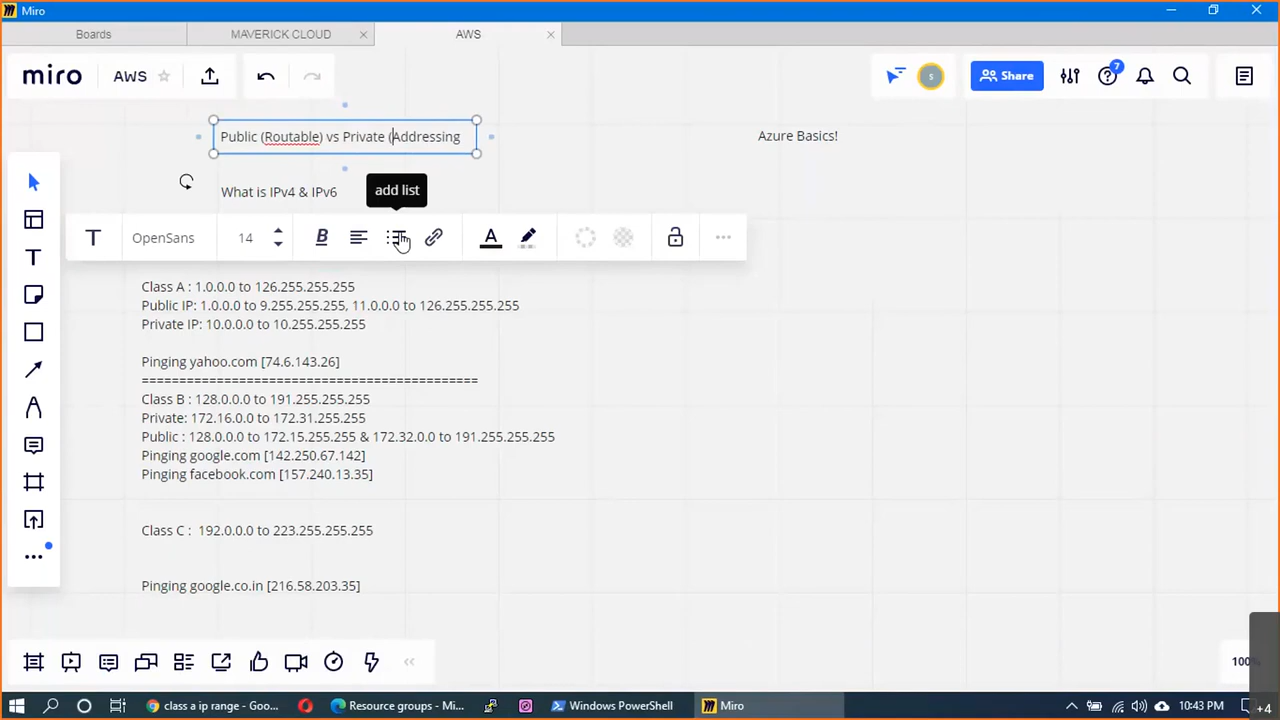 Miro
Boards
MAVERICK CLOUD
AWS
miro
AWS
7
s
Share
Public (Routable) vs Private (Addressing
Azure Basics!
What is IPv4 & IPv6
add list
T
OpenSans
14
B
A
Class A : 1.0.0.0 to 126.255.255.255
Public IP: 1.0.0.0 to 9.255.255.255, 11.0.0.0 to 126.255.255.255
Private IP: 10.0.0.0 to 10.255.255.255
Pinging yahoo.com [74.6.143.26]
=============================================
Class B : 128.0.0.0 to 191.255.255.255
Private: 172.16.0.0 to 172.31.255.255
Public : 128.0.0.0 to 172.15.255.255 & 172.32.0.0 to 191.255.255.255
Pinging google.com [142.250.67.142]
Pinging facebook.com [157.240.13.35]
Class C :  192.0.0.0 to 223.255.255.255
Pinging google.co.in [216.58.203.35]
100%
class a ip range - Goo...
Resource groups - Mi...
Windows PowerShell
Miro
10:43 PM
+4